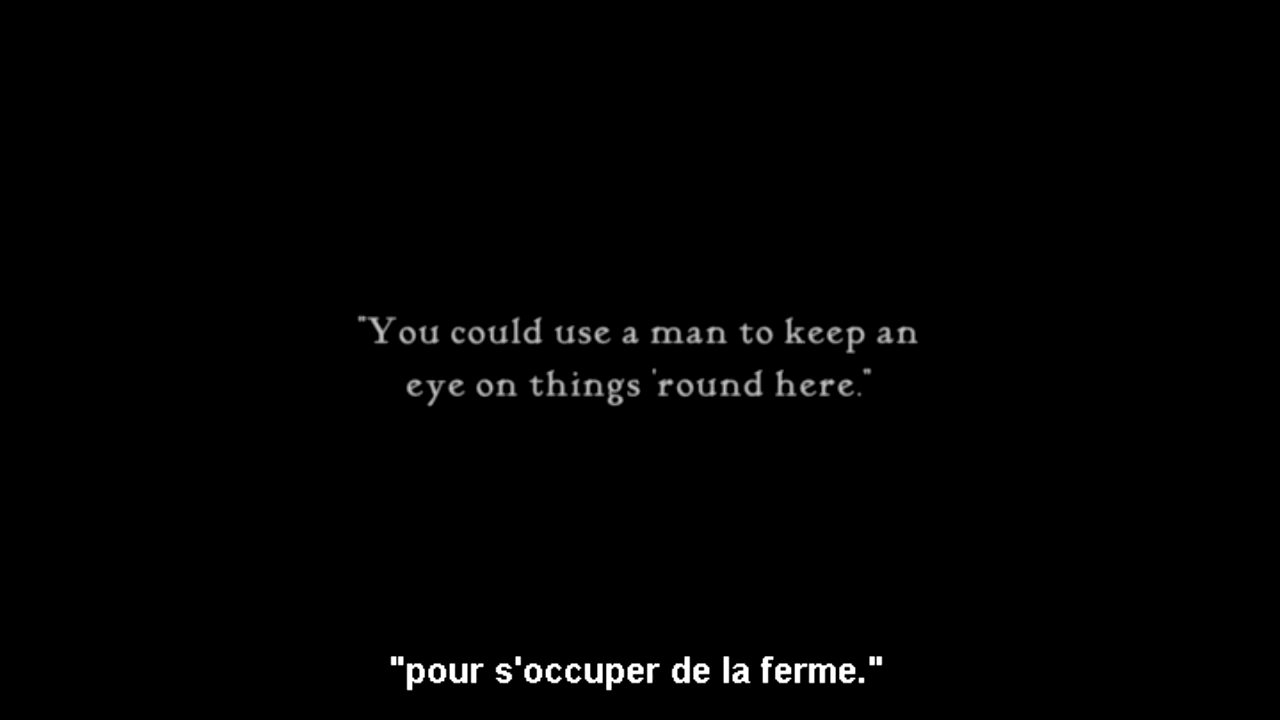 "You could use a man to keep an
eye on things 'round here."
"pour s'occuper de la ferme."